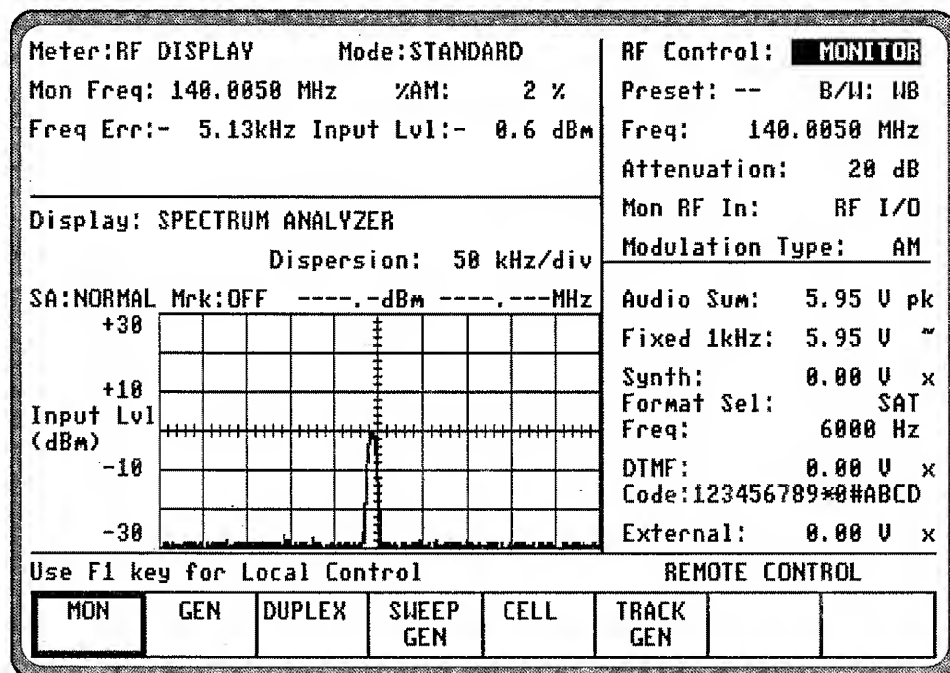 Meter:RF DISPLAY Mode:STANDARD
Mon Freq: 140.0050 MHz %AM: 2 %
Freq Err:- 5.13kHz Input Lvl:- 0.6 dBm
Display: SPECTRUM ANALYZER
Dispersion: 50 kHz/div
SA:NORMAL Mrk:OFF ----.-dBm ----.---MHz
+30
+10
Input Lvl
(dBm)
-10
-30
RF Control: MONITOR
Preset: -- B/W: WB
Freq: 140.0050 MHz
Attenuation: 20 dB
Mon RF In: RF I/O
Modulation Type: AM
Audio Sum: 5.95 V pk
Fixed 1kHz: 5.95 V ~
Synth: 0.00 V x
Format Sel: SAT
Freq: 6000 Hz
DTMF: 0.00 V x
Code:123456789*0#ABCD
External: 0.00 V x
Use F1 key for Local Control REMOTE CONTROL
MON GEN DUPLEX SWEEP GEN CELL TRACK GEN